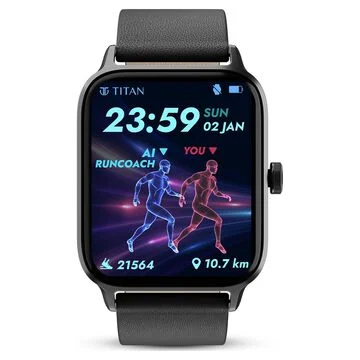 TITAN
23:59
SUN
02 JAN
AI
RUNCOACH
YOU
21564
10.7 km